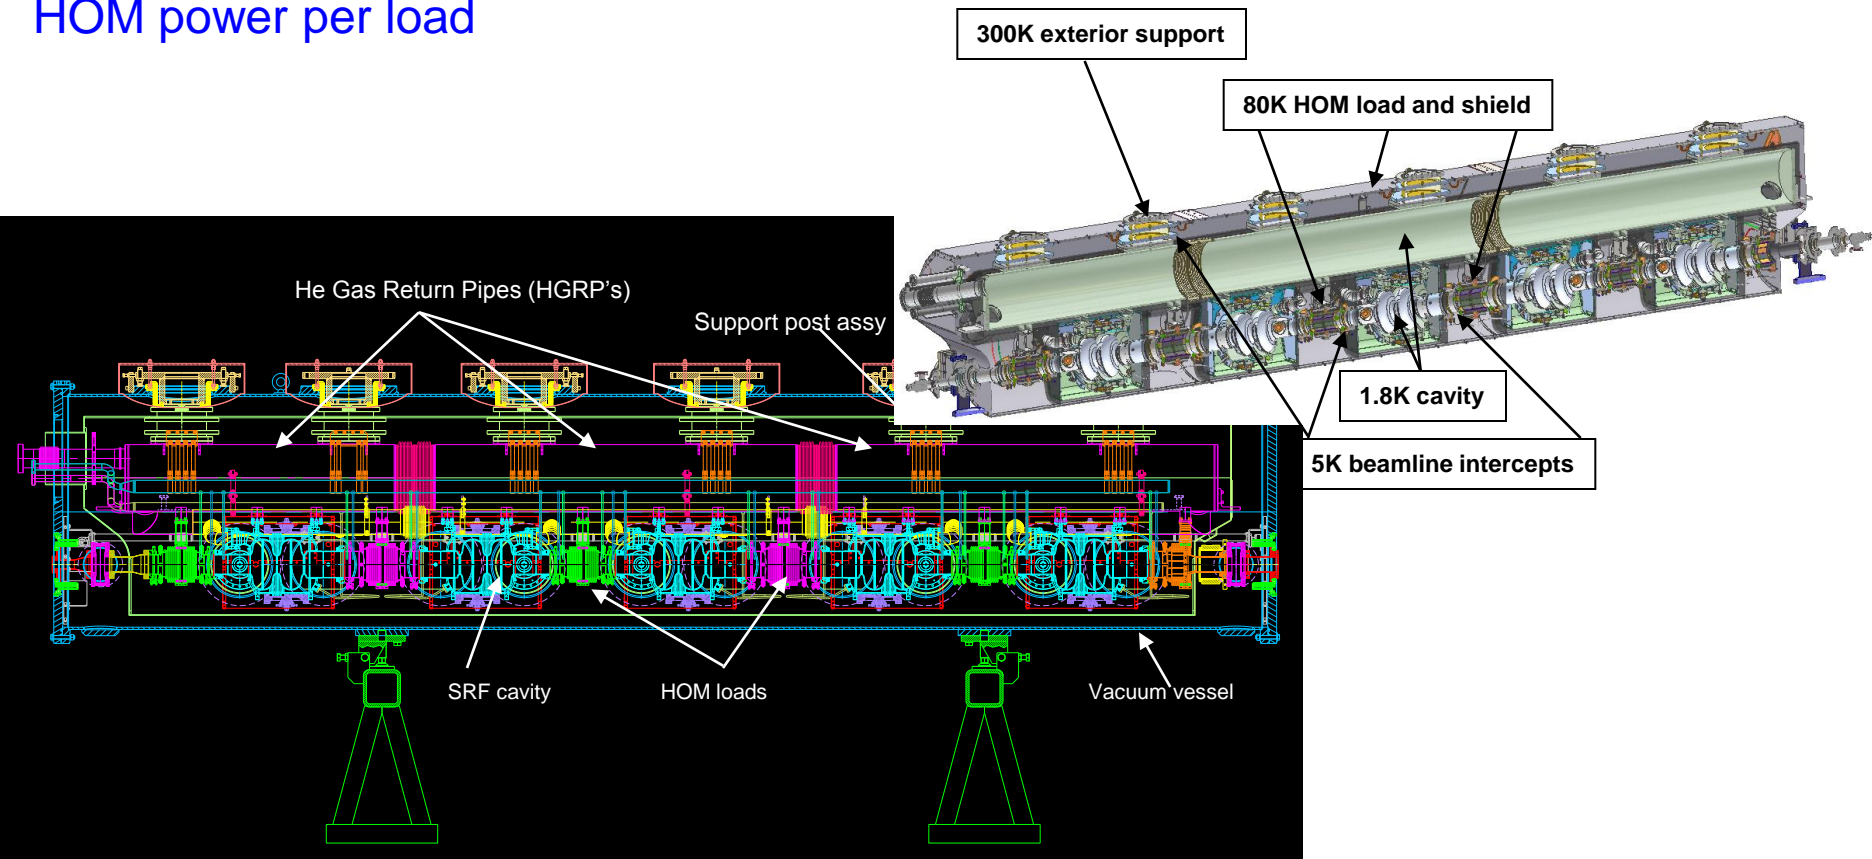 HOM power per load
300K exterior support
80K HOM load and shield
He Gas Return Pipes (HGRP's)
Support post assy
1.8K cavity
5K beamline intercepts
SRF cavity
HOM loads
Vacuum vessel